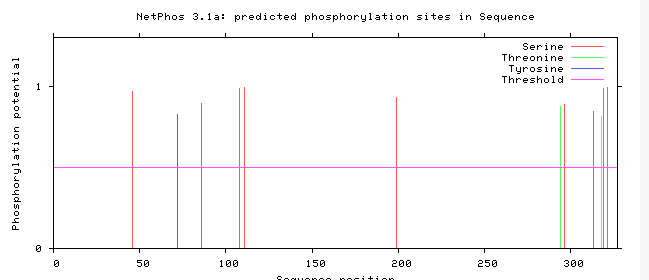 NetPhos 3.1a: predicted phosphorylation sites in Sequence
Serine
Threonine
Tyrosine
Threshold
Phosphorylation potential
1
0
0 50 100 150 200 250 300
Sequence position